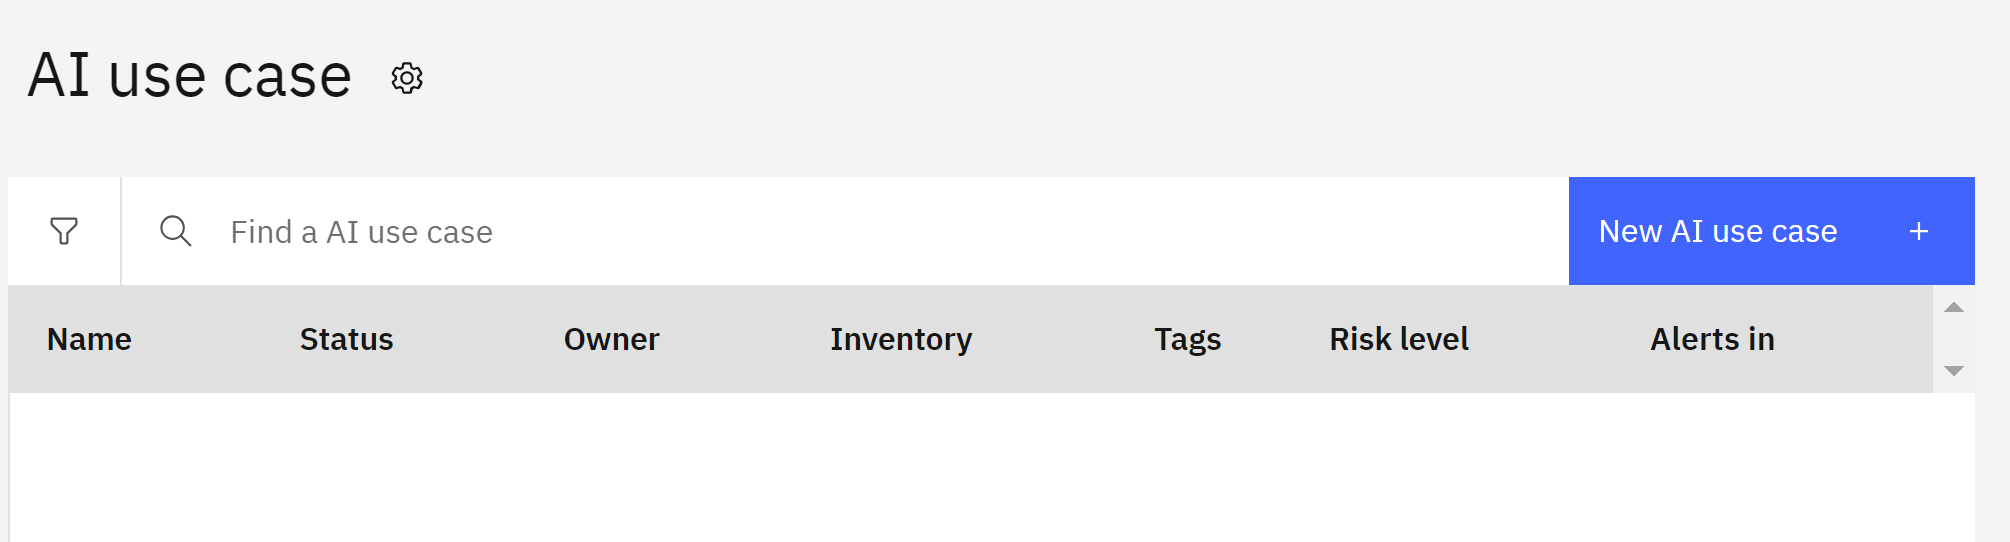 AI use case
Find a AI use case
New AI use case +
Name Status Owner Inventory Tags Risk level Alerts in